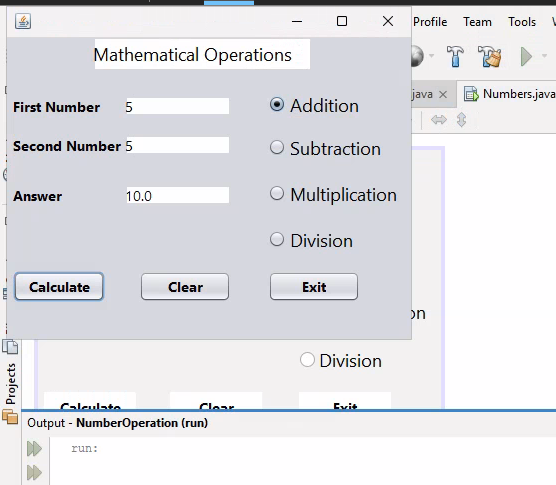 Profile Team Tools
Mathematical Operations
.java × Numbers.java
First Number 5 Addition
Second Number 5 Subtraction
Answer 10.0 Multiplication
Division
Calculate Clear Exit
on
Division
Calculate Clear Exit
Projects
Output - NumberOperation (run)
run: